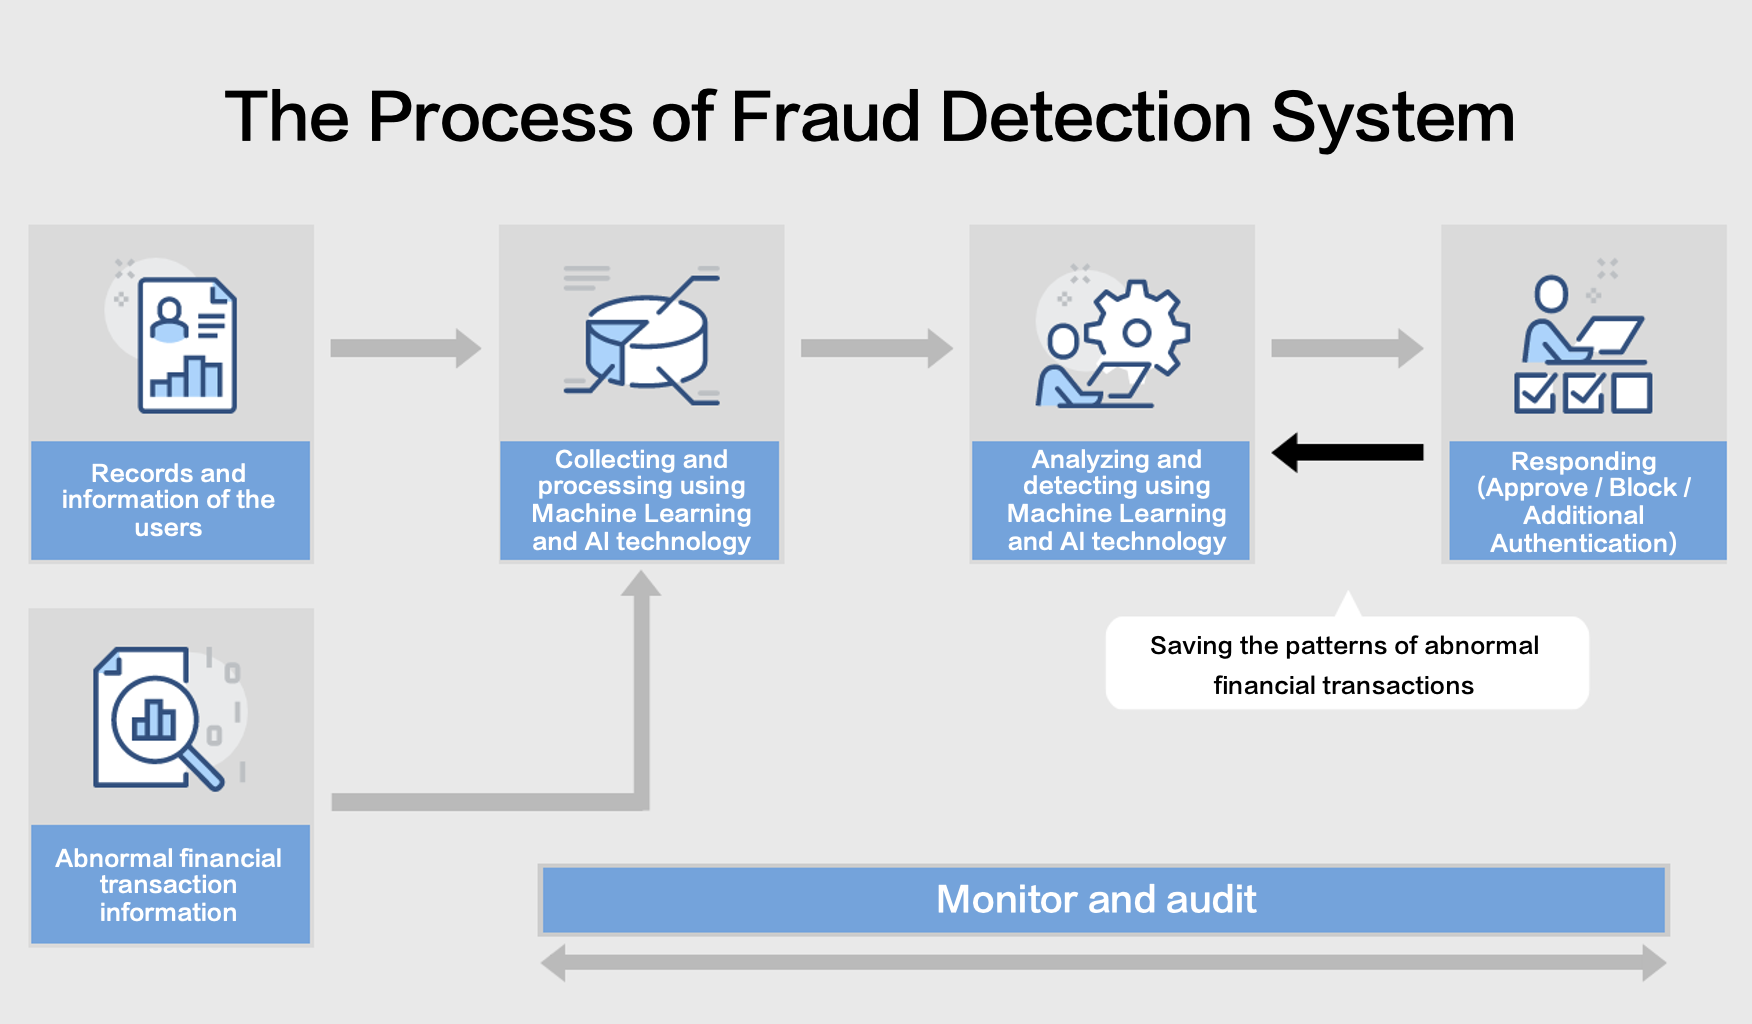 The Process of Fraud Detection System
Records and
information of the
users
Collecting and
processing using
Machine Learning
and AI technology
Analyzing and
detecting using
Machine Learning
and AI technology
Responding
(Approve / Block /
Additional
Authentication)
Saving the patterns of abnormal
financial transactions
Abnormal financial
transaction
information
Monitor and audit